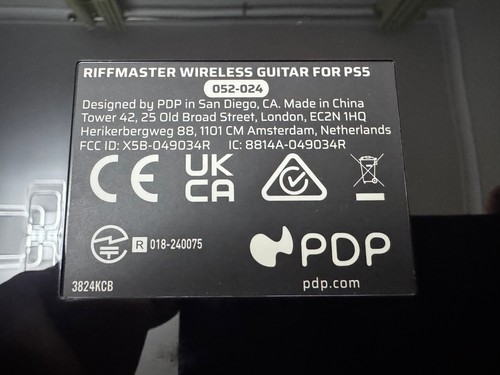 RIFFMASTER WIRELESS GUITAR FOR PS5
052-024
Designed by PDP in San Diego, CA. Made in China
Tower 42, 25 Old Broad Street, London, EC2N 1HQ
Herikerbergweg 88, 1101 CM Amsterdam, Netherlands
FCC ID: X5B-049034R IC: 8814A-049034R
CE UK
CA
R 018-240075
PDP
3824KCB
pdp.com